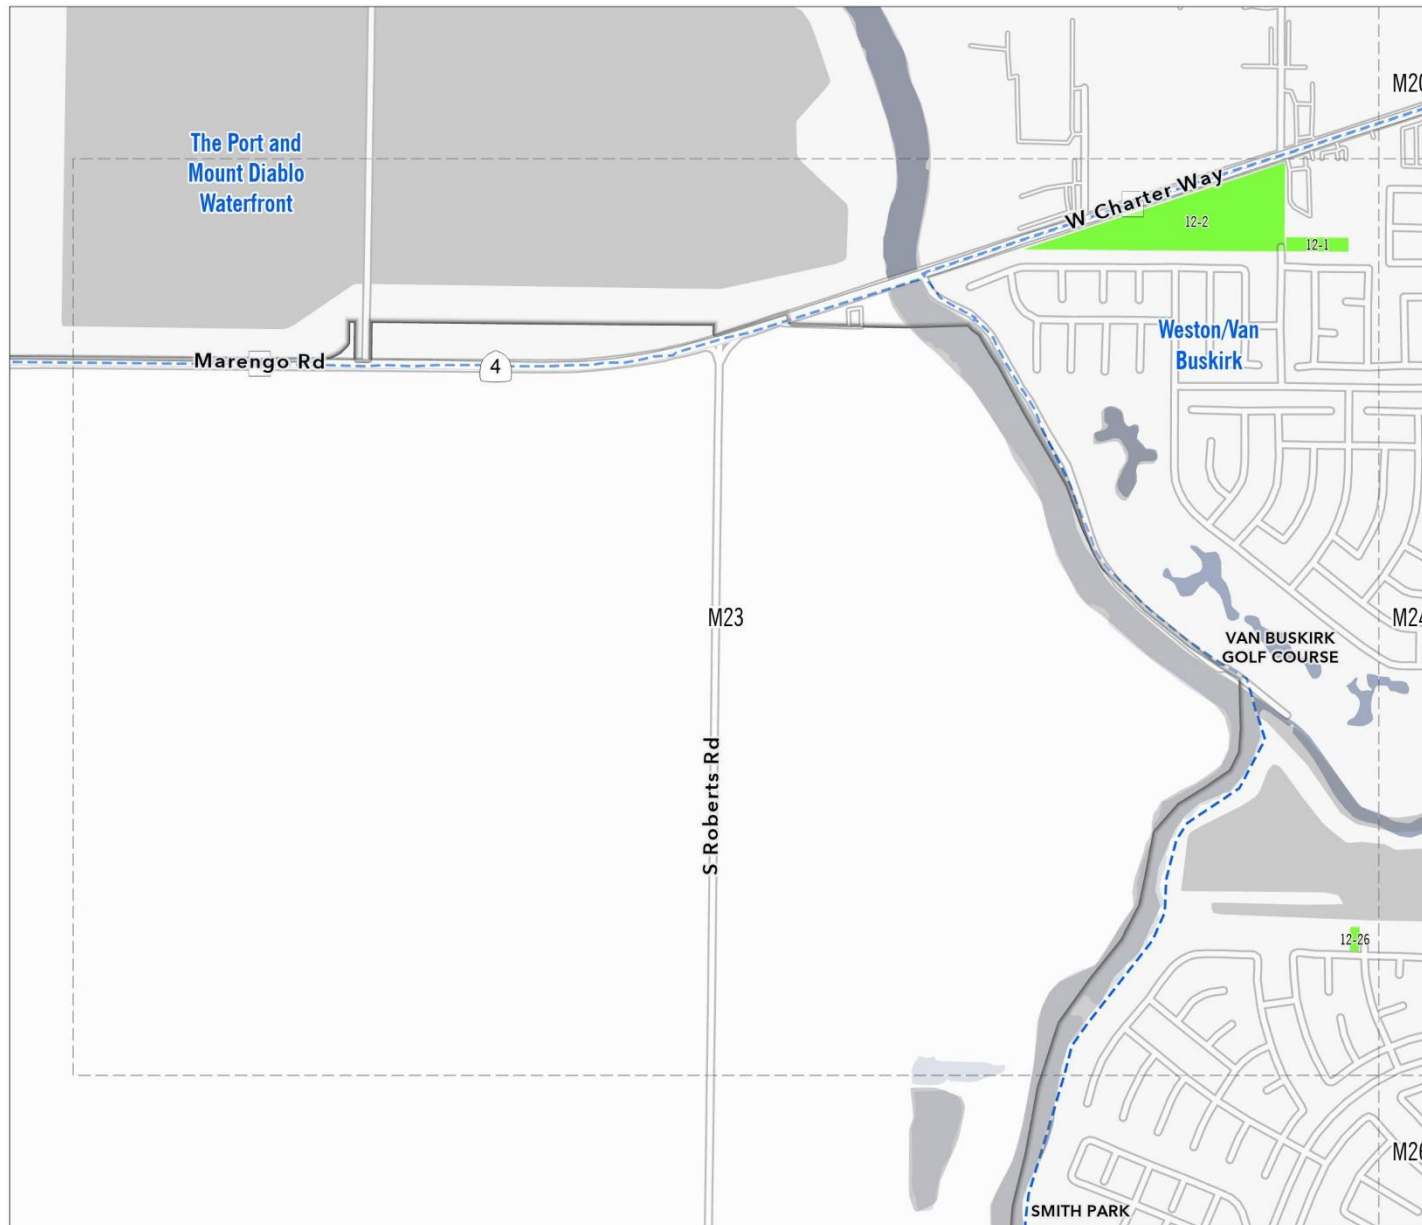 M20
The Port and
Mount Diablo
Waterfront
W Charter Way
12-2
12-1
Weston/Van
Buskirk
Marengo Rd
4
M23
M24
VAN BUSKIRK
GOLF COURSE
S Roberts Rd
12-26
M26
SMITH PARK